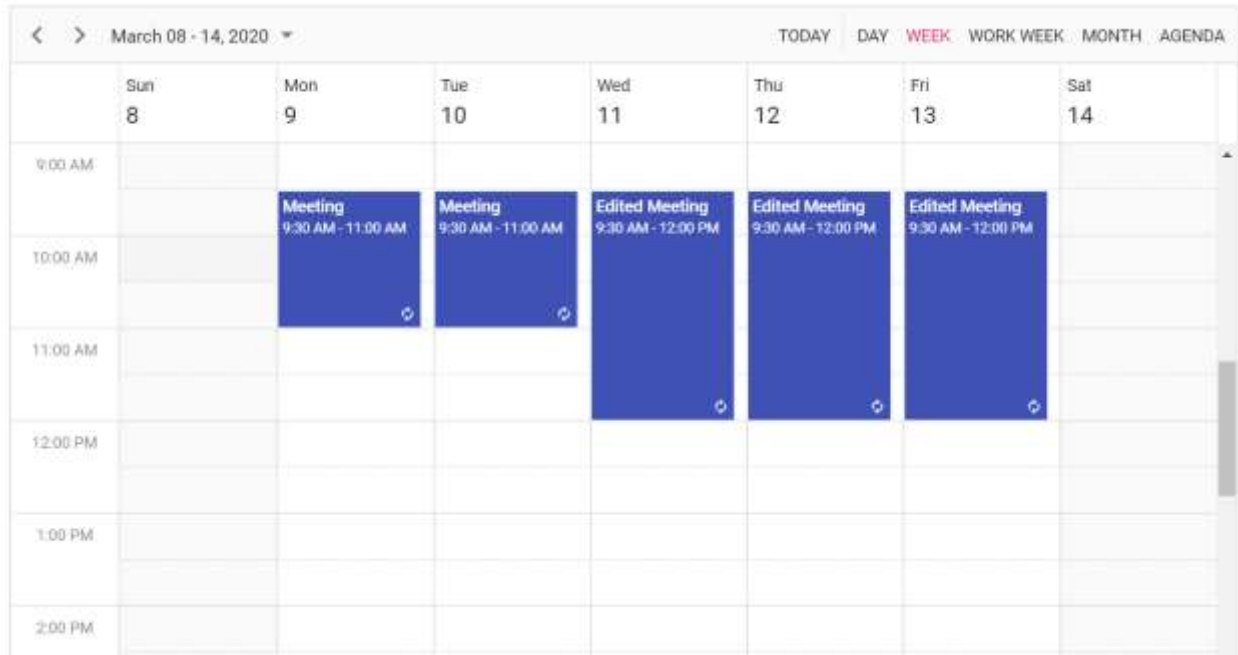 March 08 - 14, 2020 TODAY DAY WEEK WORK WEEK MONTH AGENDA
Sun Mon Tue Wed Thu Fri Sat
8 9 10 11 12 13 14
9:00 AM
Meeting Meeting Edited Meeting Edited Meeting Edited Meeting
9:30 AM - 11:00 AM 9:30 AM - 11:00 AM 9:30 AM - 12:00 PM 9:30 AM - 12:00 PM 9:30 AM - 12:00 PM
10:00 AM
11:00 AM
12:00 PM
1:00 PM
2:00 PM